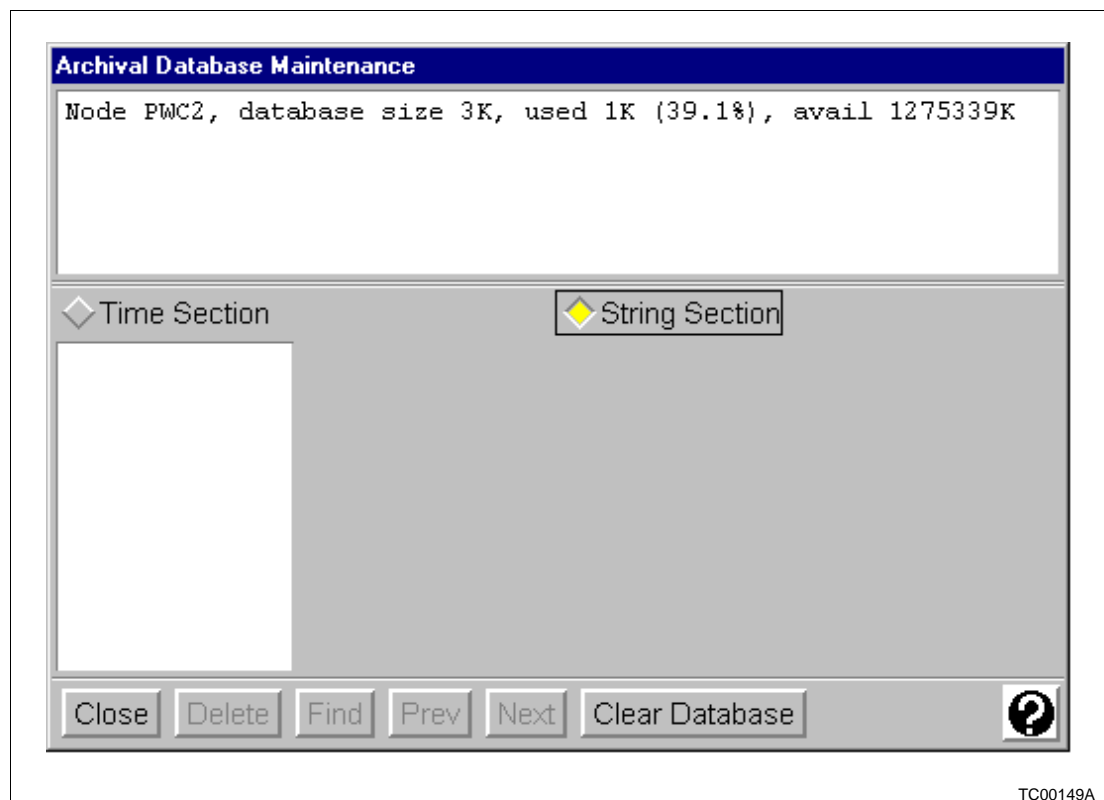 Archival Database Maintenance
Node PWC2, database size 3K, used 1K (39.1%), avail 1275339K
Time Section String Section
Close Delete Find Prev Next Clear Database ?
TC00149A